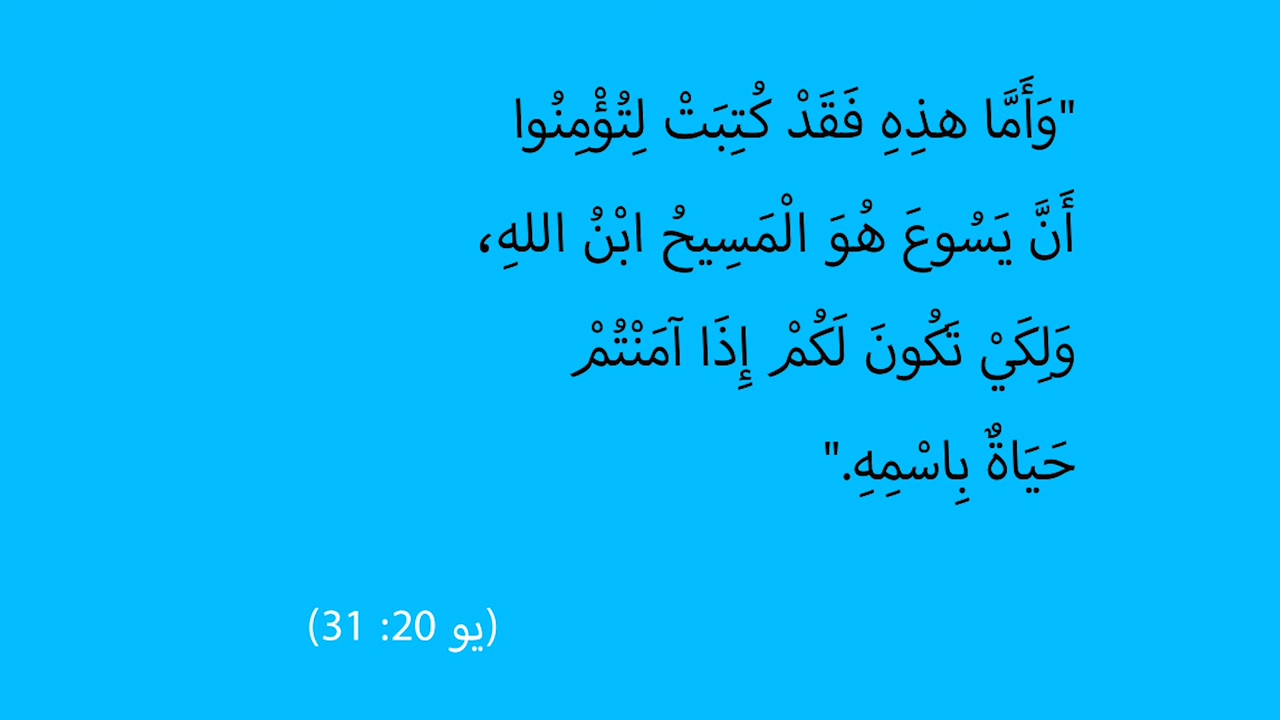 "وَأَمَّا هذِهِ فَقَدْ كُتِبَتْ لِتُؤْمِنُوا
أَنَّ يَسُوعَ هُوَ الْمَسِيحُ ابْنُ اللهِ،
وَلِكَيْ تَكُونَ لَكُمْ إِذَا آمَنْتُمْ
حَيَاةٌ بِاسْمِهِ."
(يو 20: 31)